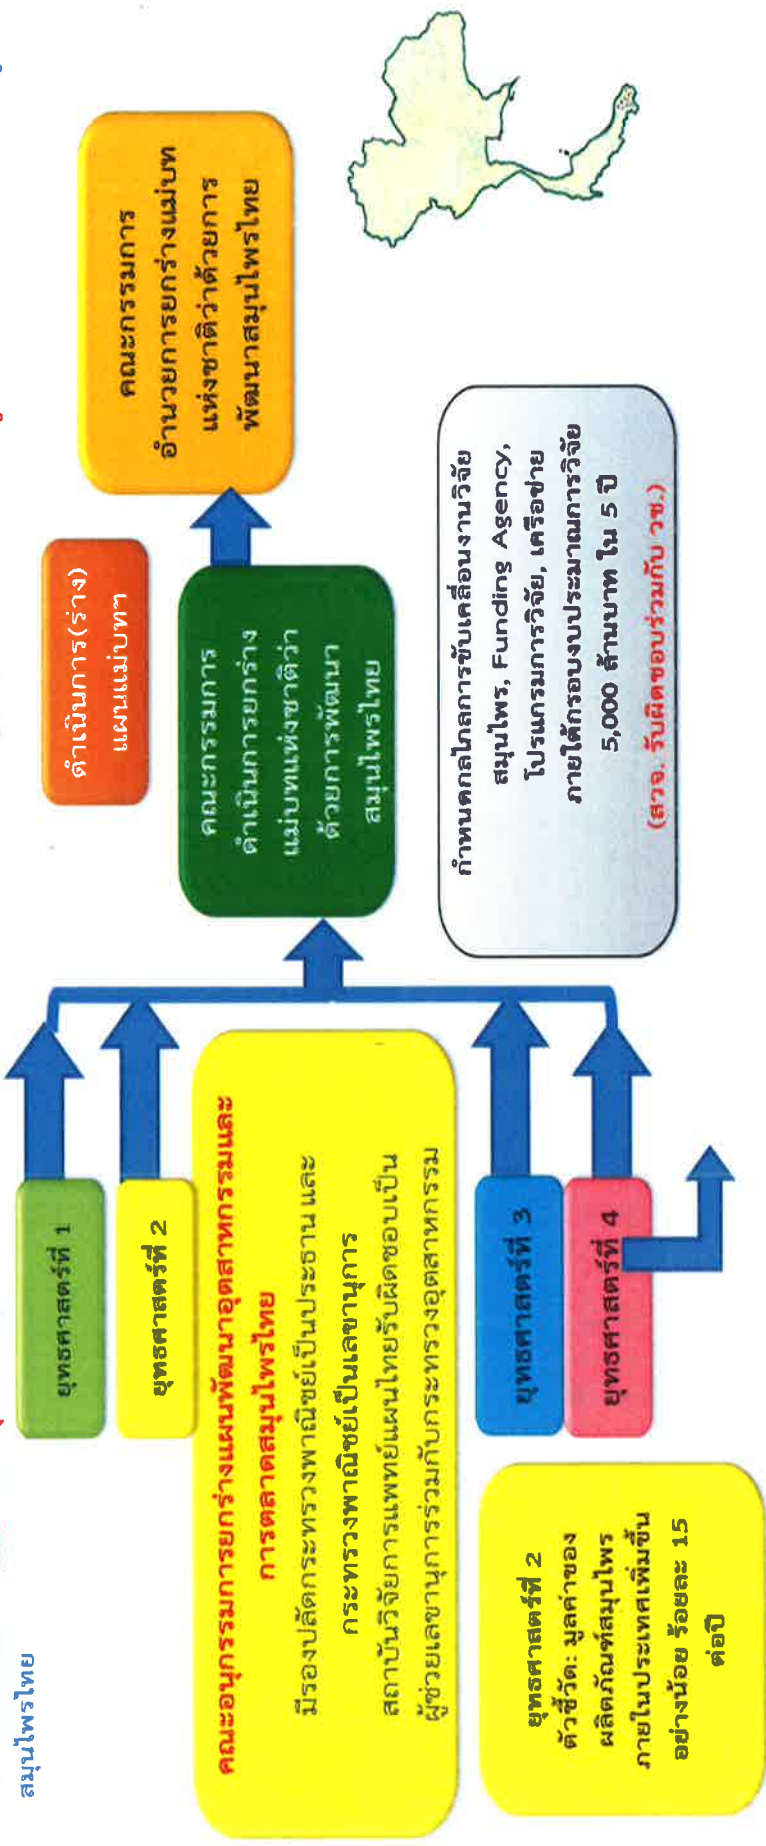 สมุนไพรไทย
ยุทธศาสตร์ที่ 1
ยุทธศาสตร์ที่ 2
คณะอนุกรรมการยกร่างแผนพัฒนาอุตสาหกรรมและ
การตลาดสมุนไพรไทย
มีรองปลัดกระทรวงพาณิชย์เป็นประธาน และ
กระทรวงพาณิชย์เป็นเลขานุการ
สถาบันวิจัยการแพทย์แผนไทยรับผิดชอบเป็น
ผู้ช่วยเลขานุการร่วมกับกระทรวงอุตสาหกรรม
ยุทธศาสตร์ที่ 3
ยุทธศาสตร์ที่ 4
ยุทธศาสตร์ที่ 2
ตัวชี้วัด: มูลค่าของ
ผลิตภัณฑ์สมุนไพร
ภายในประเทศเพิ่มขึ้น
อย่างน้อย ร้อยละ 15
ต่อปี
ดำเนินการ(ร่าง)
แผนแม่บทฯ
คณะกรรมการ
ดำเนินการยกร่าง
แม่บทแห่งชาติว่า
ด้วยการพัฒนา
สมุนไพรไทย
คณะกรรมการ
อำนวยการยกร่างแม่บท
แห่งชาติว่าด้วยการ
พัฒนาสมุนไพรไทย
กำหนดกลไกลการขับเคลื่อนงานวิจัย
สมุนไพร, Funding Agency,
โปรแกรมการวิจัย, เครือข่าย
ภายใต้กรอบงบประมาณการวิจัย
5,000 ล้านบาท ใน 5 ปี
(สวจ. รับผิดชอบร่วมกับ วช.)